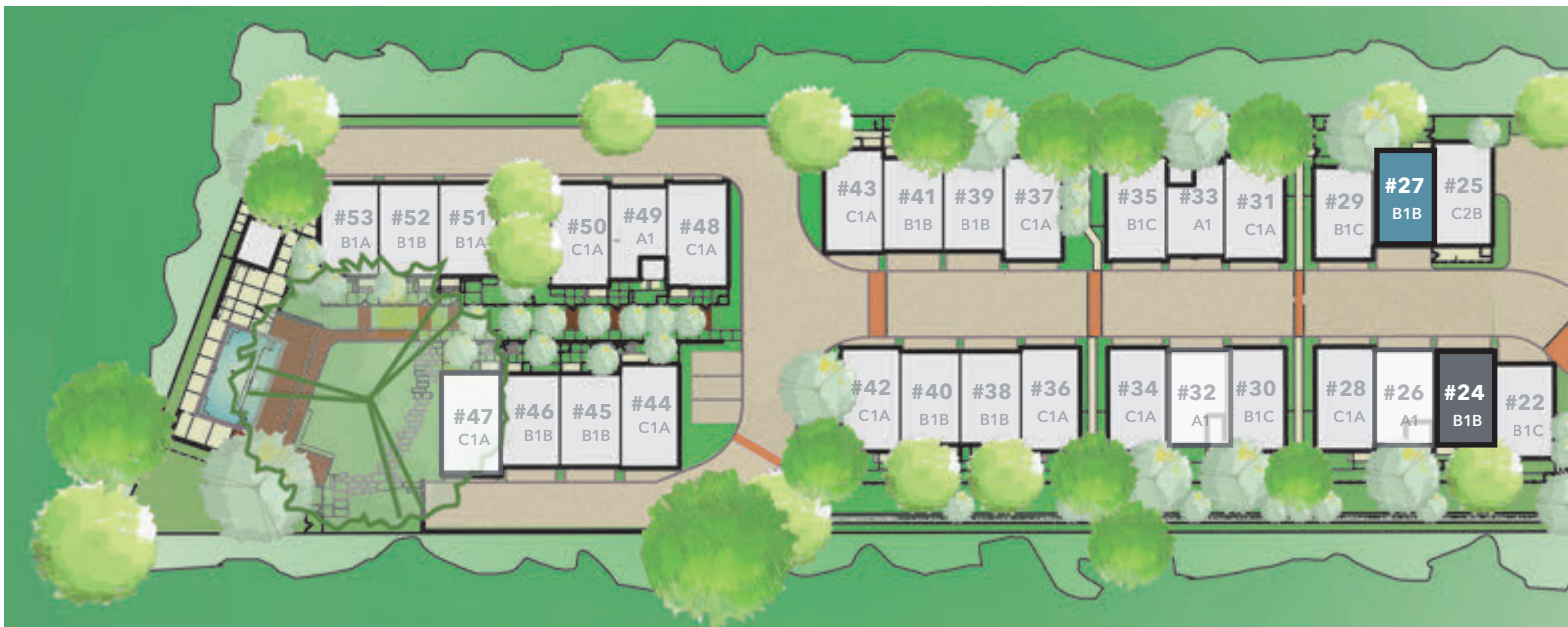 #53
B1A
#52
B1B
#51
B1A
#50
C1A
#49
A1
#48
C1A
#43
C1A
#41
B1B
#39
B1B
#37
C1A
#35
B1C
#33
A1
#31
C1A
#29
B1C
#27
B1B
#25
C2B
#47
C1A
#46
B1B
#45
B1B
#44
C1A
#42
C1A
#40
B1B
#38
B1B
#36
C1A
#34
C1A
#32
A1
#30
B1C
#28
C1A
#26
A1
#24
B1B
#22
B1C